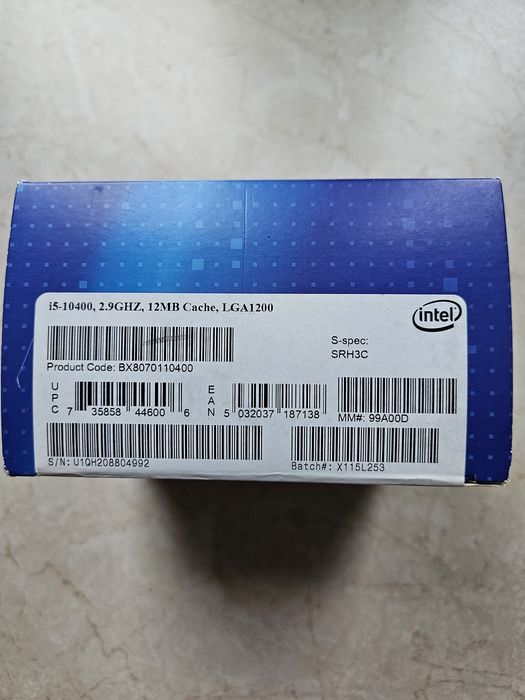 i5-10400, 2.9GHZ, 12MB Cache, LGA1200
intel
S-spec:
SRH3C
Product Code: BX8070110400
UPC 7 35858 44600 6
EAN 5 032037 187138
MM#: 99A00D
S/N: U1QH208804992
Batch#: X115L253